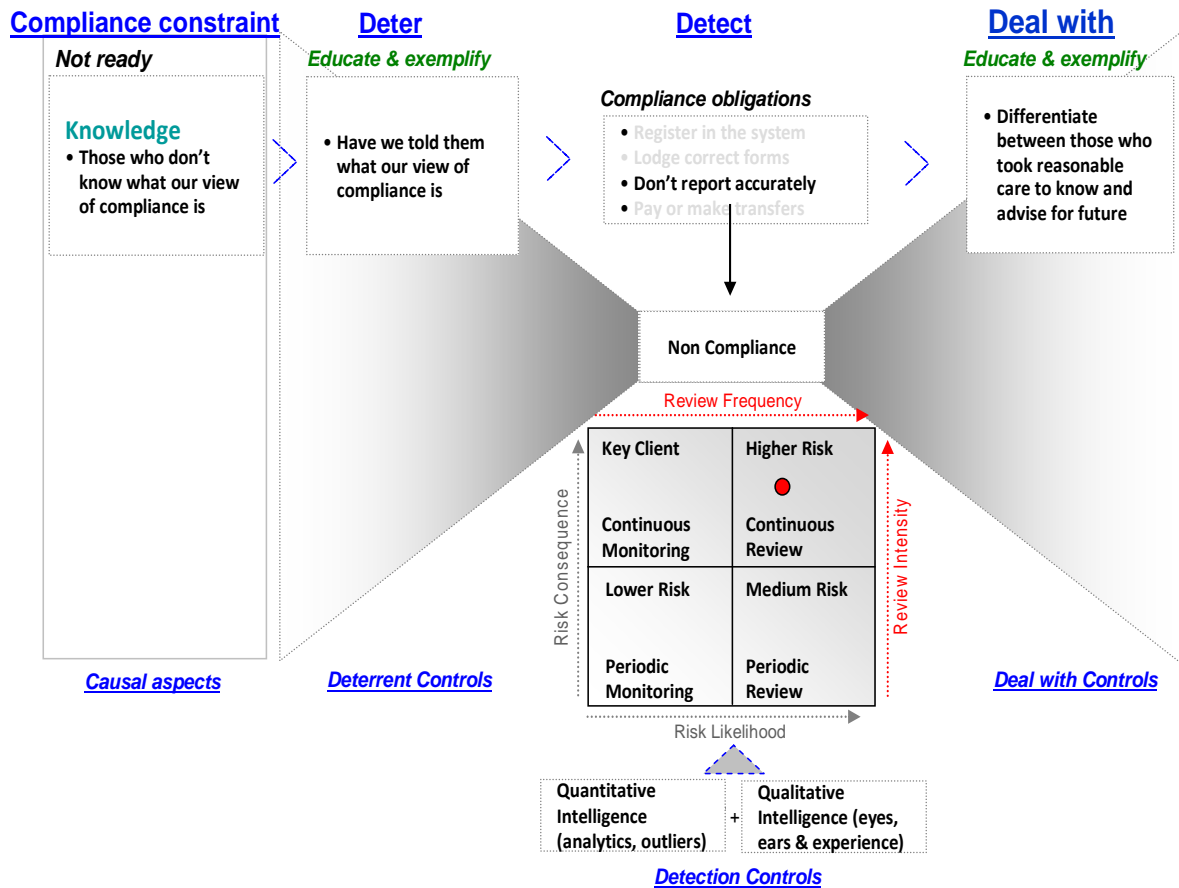 Compliance constraint
Deter
Detect
Deal with
Not ready
Educate & exemplify
Educate & exemplify
Knowledge
• Those who don't
know what our view
of compliance is
• Have we told them
what our view of
compliance is
Compliance obligations
• Register in the system
• Lodge correct forms
• Don't report accurately
• Pay or make transfers
• Differentiate
between those who
took reasonable
care to know and
advise for future
Non Compliance
Review Frequency
Risk Consequence
Key Client
Continuous
Monitoring
Higher Risk
Continuous
Review
Lower Risk
Periodic
Monitoring
Medium Risk
Periodic
Review
Review Intensity
Risk Likelihood
Causal aspects
Deterrent Controls
Deal with Controls
Quantitative
Intelligence
(analytics, outliers)
+
Qualitative
Intelligence (eyes,
ears & experience)
Detection Controls